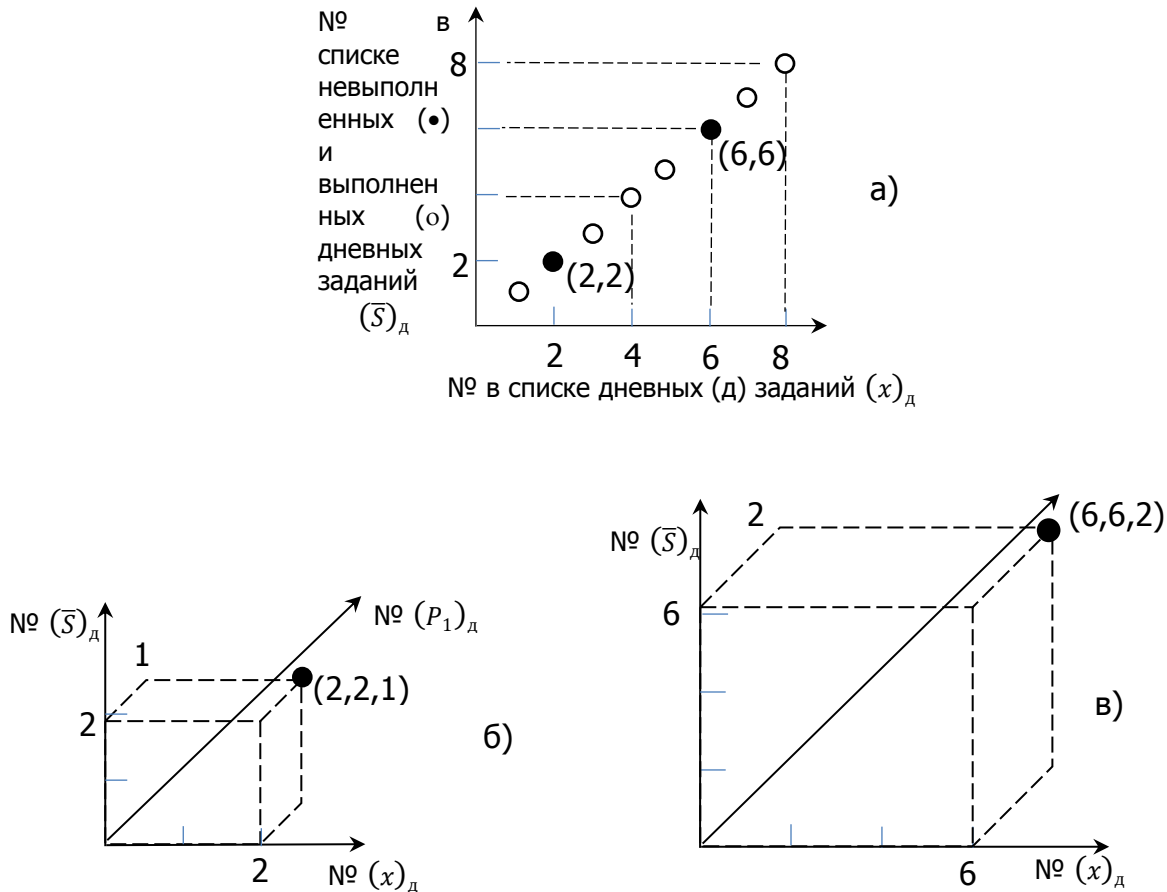 № в
списке
невыполн
енных (•)
и
выполнен
ных (о)
дневных
заданий
(S̅)д
8
2
(6,6)
(2,2)
а)
2 4 6 8
№ в списке дневных (д) заданий (x)д
№ (S̅)д
1
2
№ (P₁)д
(2,2,1)
б)
2
№ (x)д
№ (S̅)д
2
6
(6,6,2)
в)
6
№ (x)д